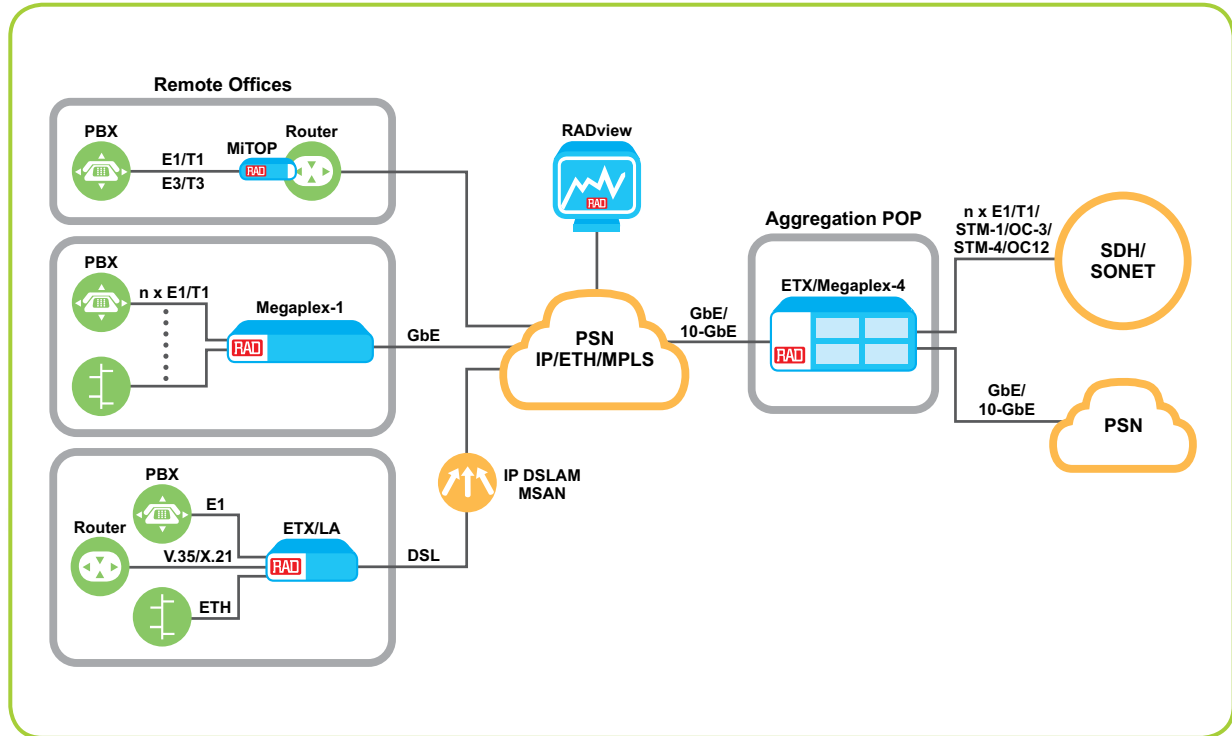 Remote Offices
PBX
E1/T1
E3/T3
MiTOP
RAD
Router
PBX
n x E1/T1
Megaplex-1
RAD
GbE
PBX
E1
Router
V.35/X.21
ETH
ETX/LA
RAD
DSL
IP DSLAM
MSAN
RADview
RAD
PSN
IP/ETH/MPLS
GbE/
10-GbE
Aggregation POP
ETX/Megaplex-4
RAD
n x E1/T1/
STM-1/OC-3/
STM-4/OC12
SDH/
SONET
GbE/
10-GbE
PSN